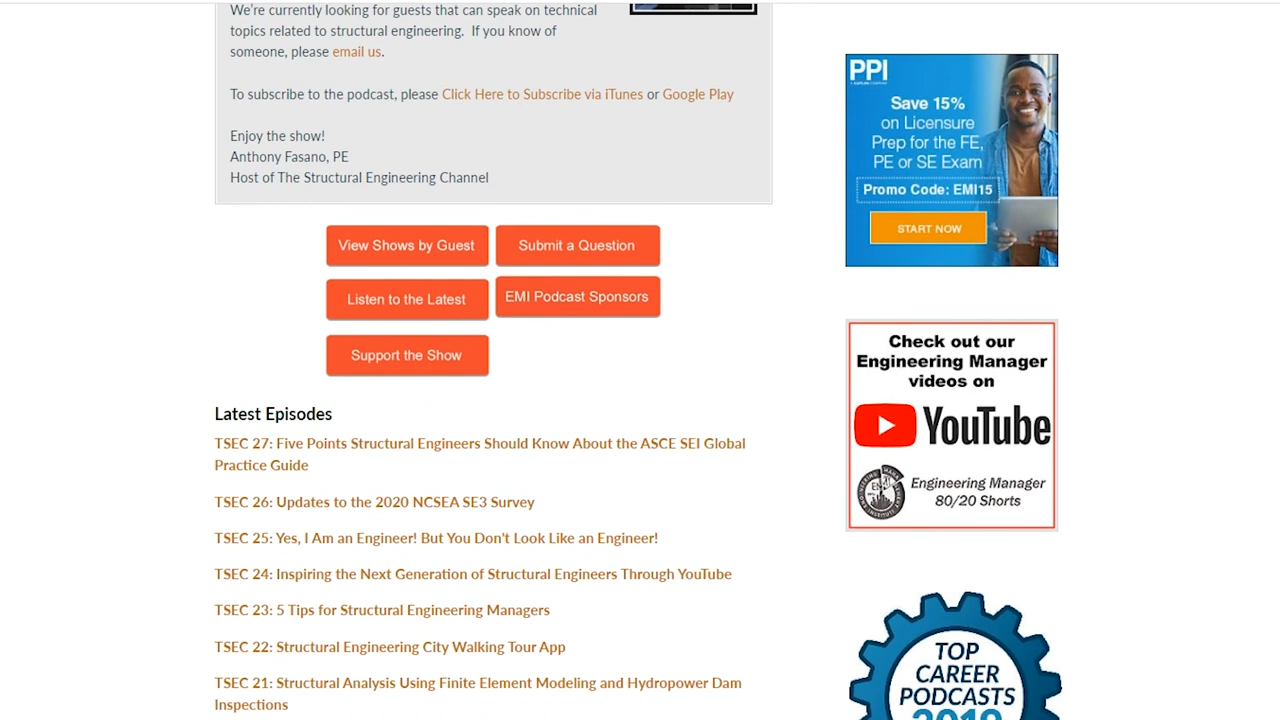 We're currently looking for guests that can speak on technical
topics related to structural engineering. If you know of
someone, please email us.
To subscribe to the podcast, please Click Here to Subscribe via iTunes or Google Play
Enjoy the show!
Anthony Fasano, PE
Host of The Structural Engineering Channel
View Shows by Guest
Submit a Question
Listen to the Latest
EMI Podcast Sponsors
Support the Show
Latest Episodes
TSEC 27: Five Points Structural Engineers Should Know About the ASCE SEI Global
Practice Guide
TSEC 26: Updates to the 2020 NCSEA SE3 Survey
TSEC 25: Yes, I Am an Engineer! But You Don't Look Like an Engineer!
TSEC 24: Inspiring the Next Generation of Structural Engineers Through YouTube
TSEC 23: 5 Tips for Structural Engineering Managers
TSEC 22: Structural Engineering City Walking Tour App
TSEC 21: Structural Analysis Using Finite Element Modeling and Hydropower Dam
Inspections
PPI
Save 15%
on Licensure
Prep for the FE,
PE or SE Exam
Promo Code: EMI15
START NOW
Check out our
Engineering Manager
videos on
YouTube
Engineering Manager
80/20 Shorts
TOP
CAREER
PODCASTS
2019